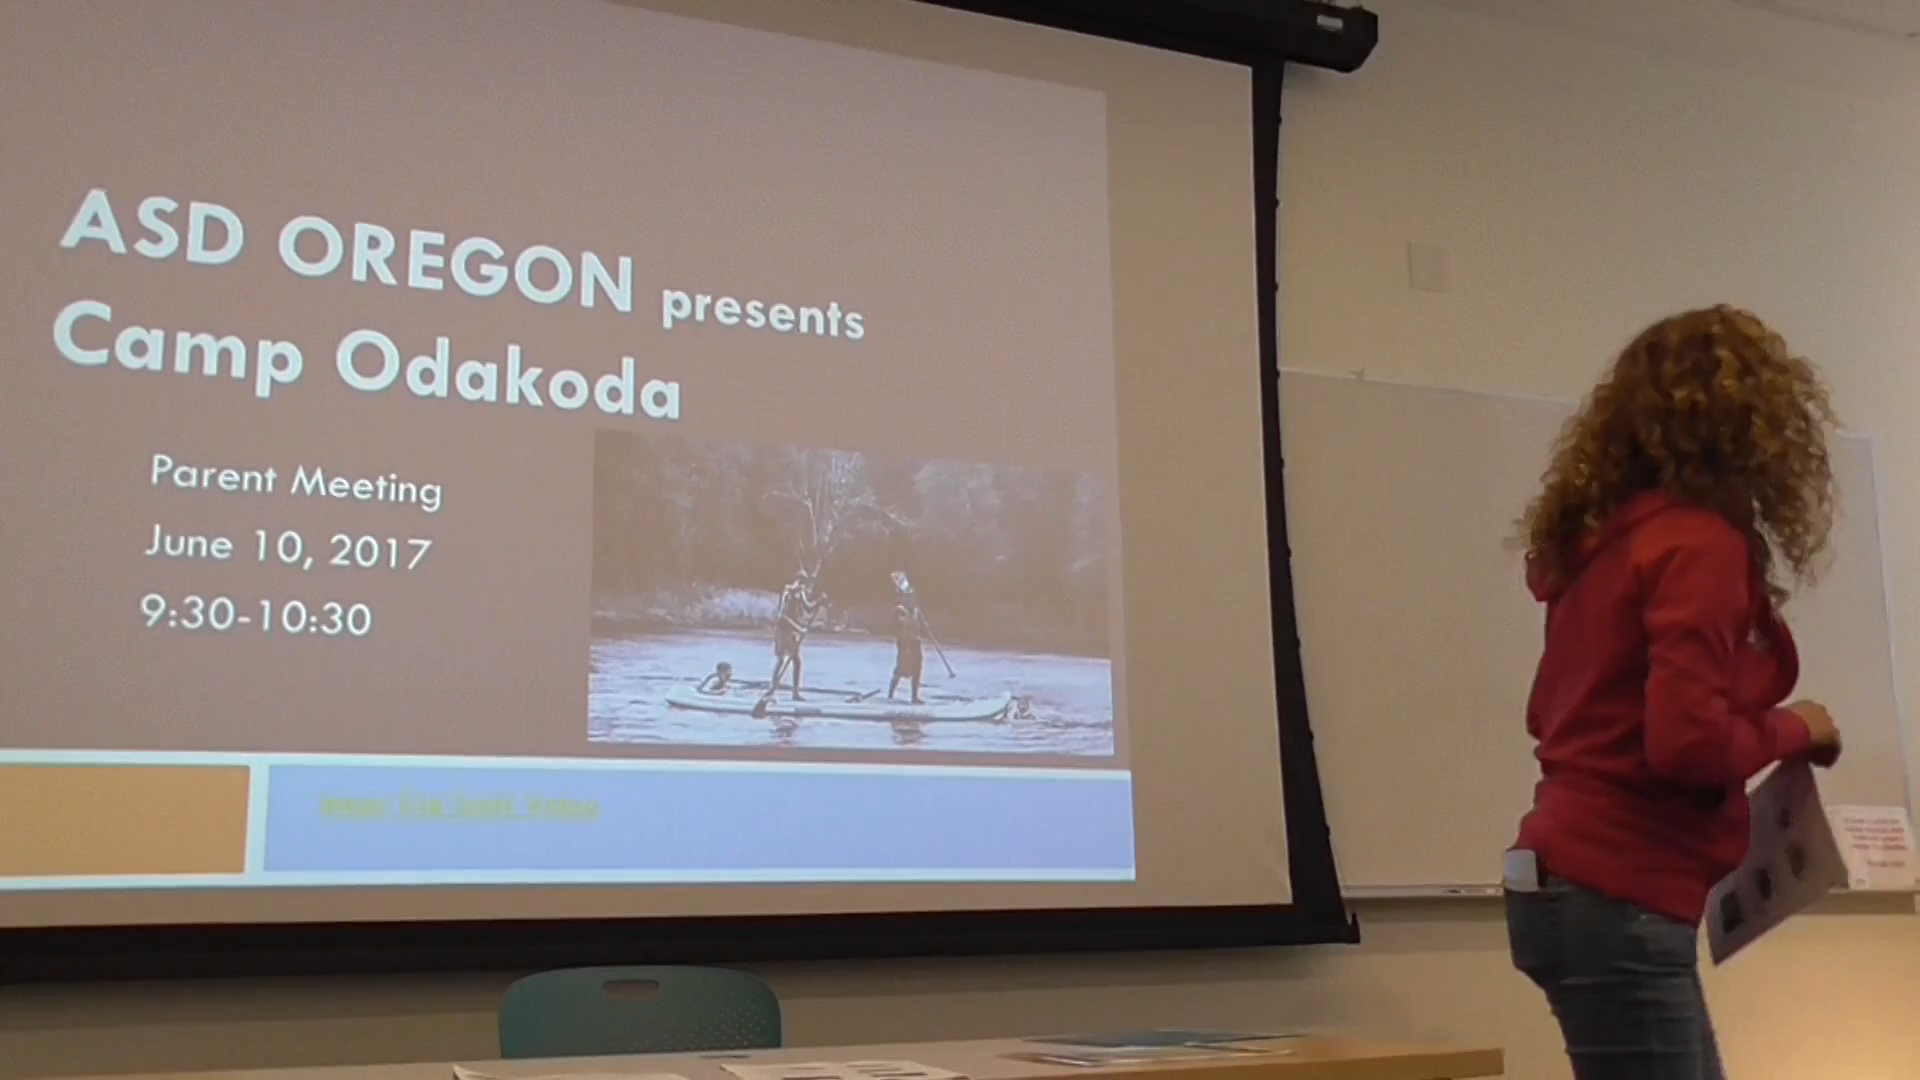 ASD OREGON presents
Camp Odakoda
Parent Meeting
June 10, 2017
9:30-10:30